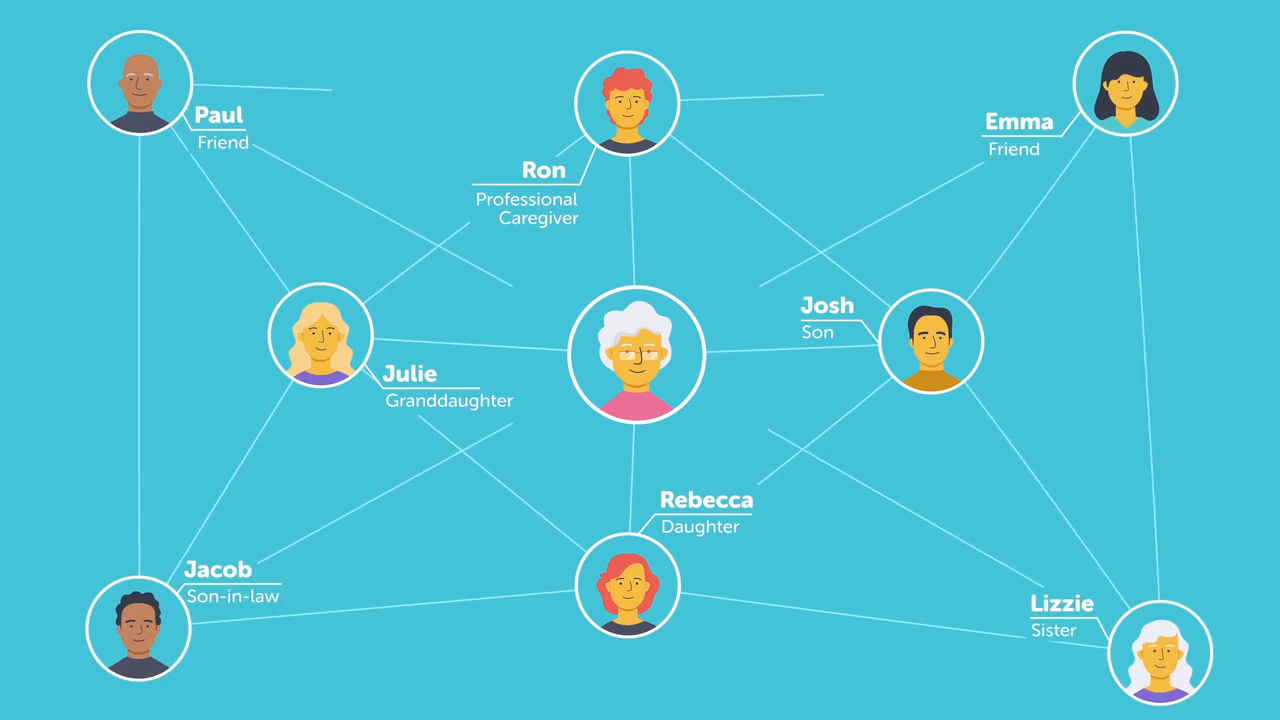 Paul
Friend
Ron
Professional
Caregiver
Emma
Friend
Julie
Granddaughter
Josh
Son
Rebecca
Daughter
Jacob
Son-in-law
Lizzie
Sister